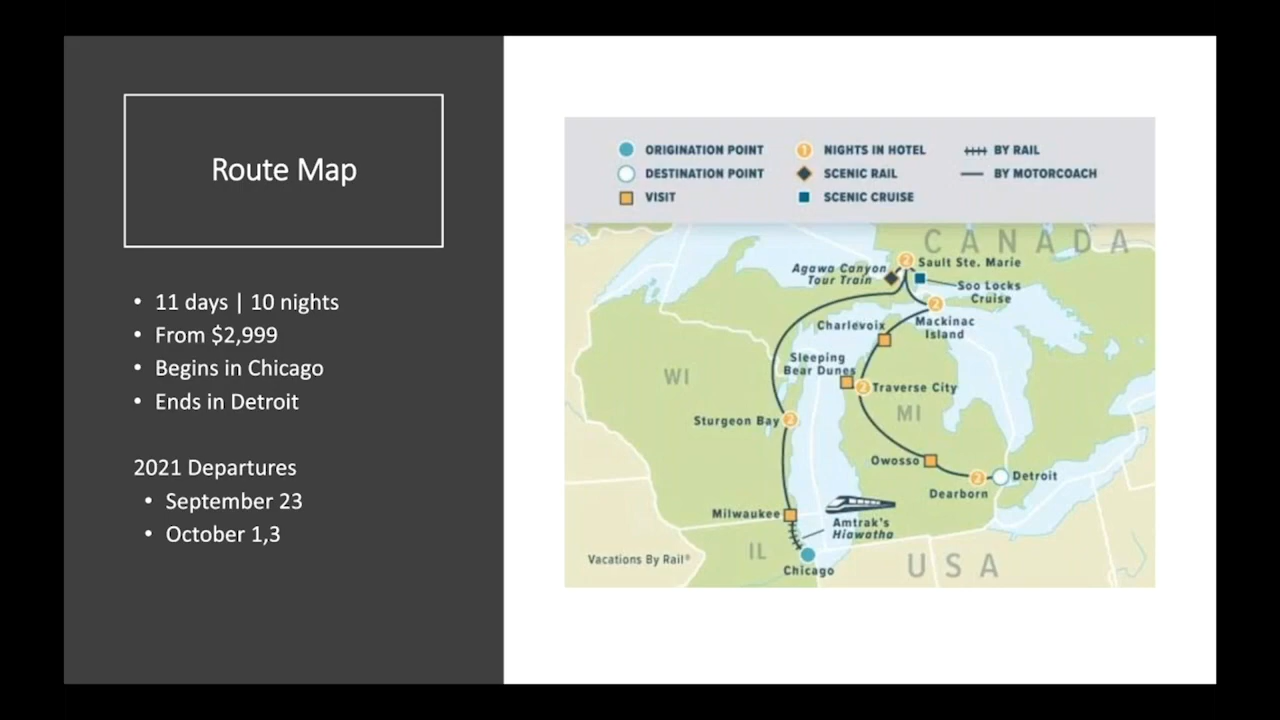 Route Map
• 11 days | 10 nights
• From $2,999
• Begins in Chicago
• Ends in Detroit
2021 Departures
• September 23
• October 1,3
ORIGINATION POINT
DESTINATION POINT
VISIT
1 NIGHTS IN HOTEL
SCENIC RAIL
SCENIC CRUISE
BY RAIL
BY MOTORCOACH
CANADA
2 Sault Ste. Marie
Agawa Canyon
Tour Train
Soo Locks
Cruise
2
Mackinac
Island
Charlevoix
Sleeping
Bear Dunes
2 Traverse City
WI
MI
Sturgeon Bay 2
Owosso
2
Dearborn
Detroit
Milwaukee
Amtrak's
Hiawatha
IL
Chicago
USA
Vacations By Rail®